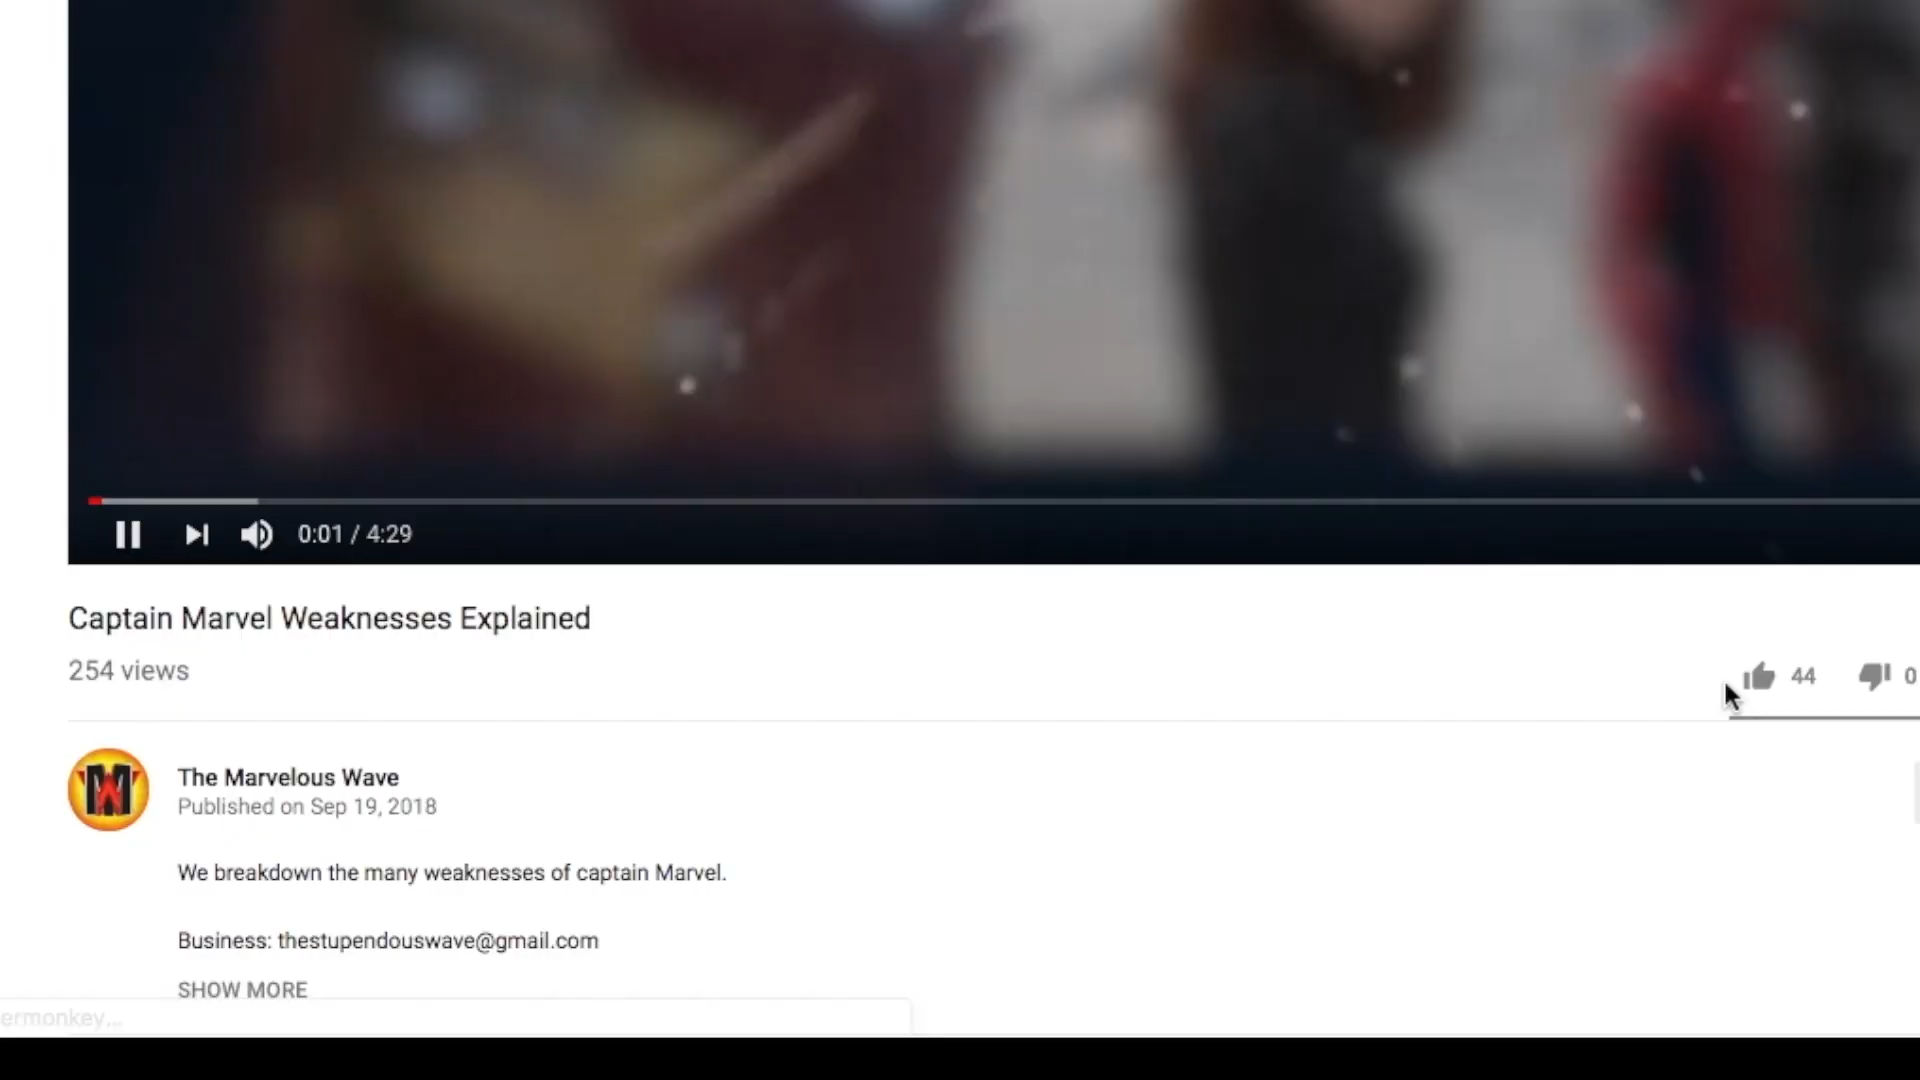 0:01 / 4:29
Captain Marvel Weaknesses Explained
254 views
44
0
The Marvelous Wave
Published on Sep 19, 2018
We breakdown the many weaknesses of captain Marvel.
Business: thestupendouswave@gmail.com
SHOW MORE
ermonkey...